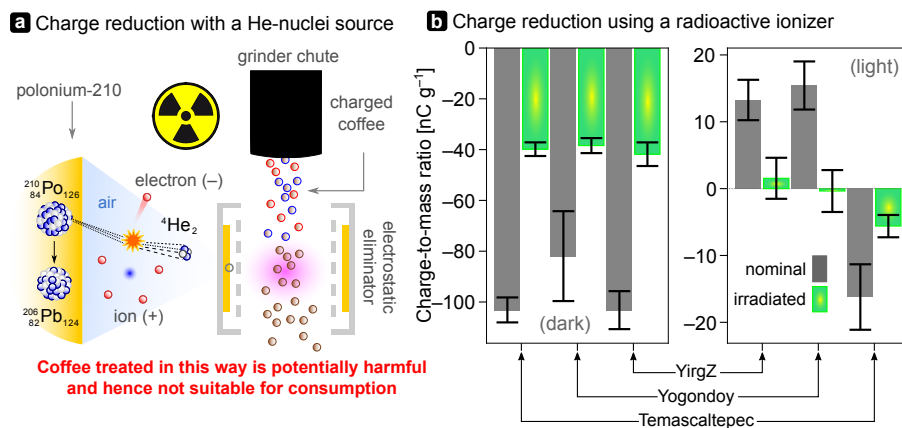 a Charge reduction with a He-nuclei source
polonium-210
grinder chute
charged
coffee
electron (–)
210
84 Po 126
air
4 He 2
206
82 Pb 124
ion (+)
electrostatic
eliminator
Coffee treated in this way is potentially harmful
and hence not suitable for consumption
b Charge reduction using a radioactive ionizer
Charge-to-mass ratio [nC g⁻¹]
0
−20
−40
−60
−80
−100
(dark)
20
10
0
−10
−20
(light)
nominal
irradiated
YirgZ
Yogondoy
Temascaltepec